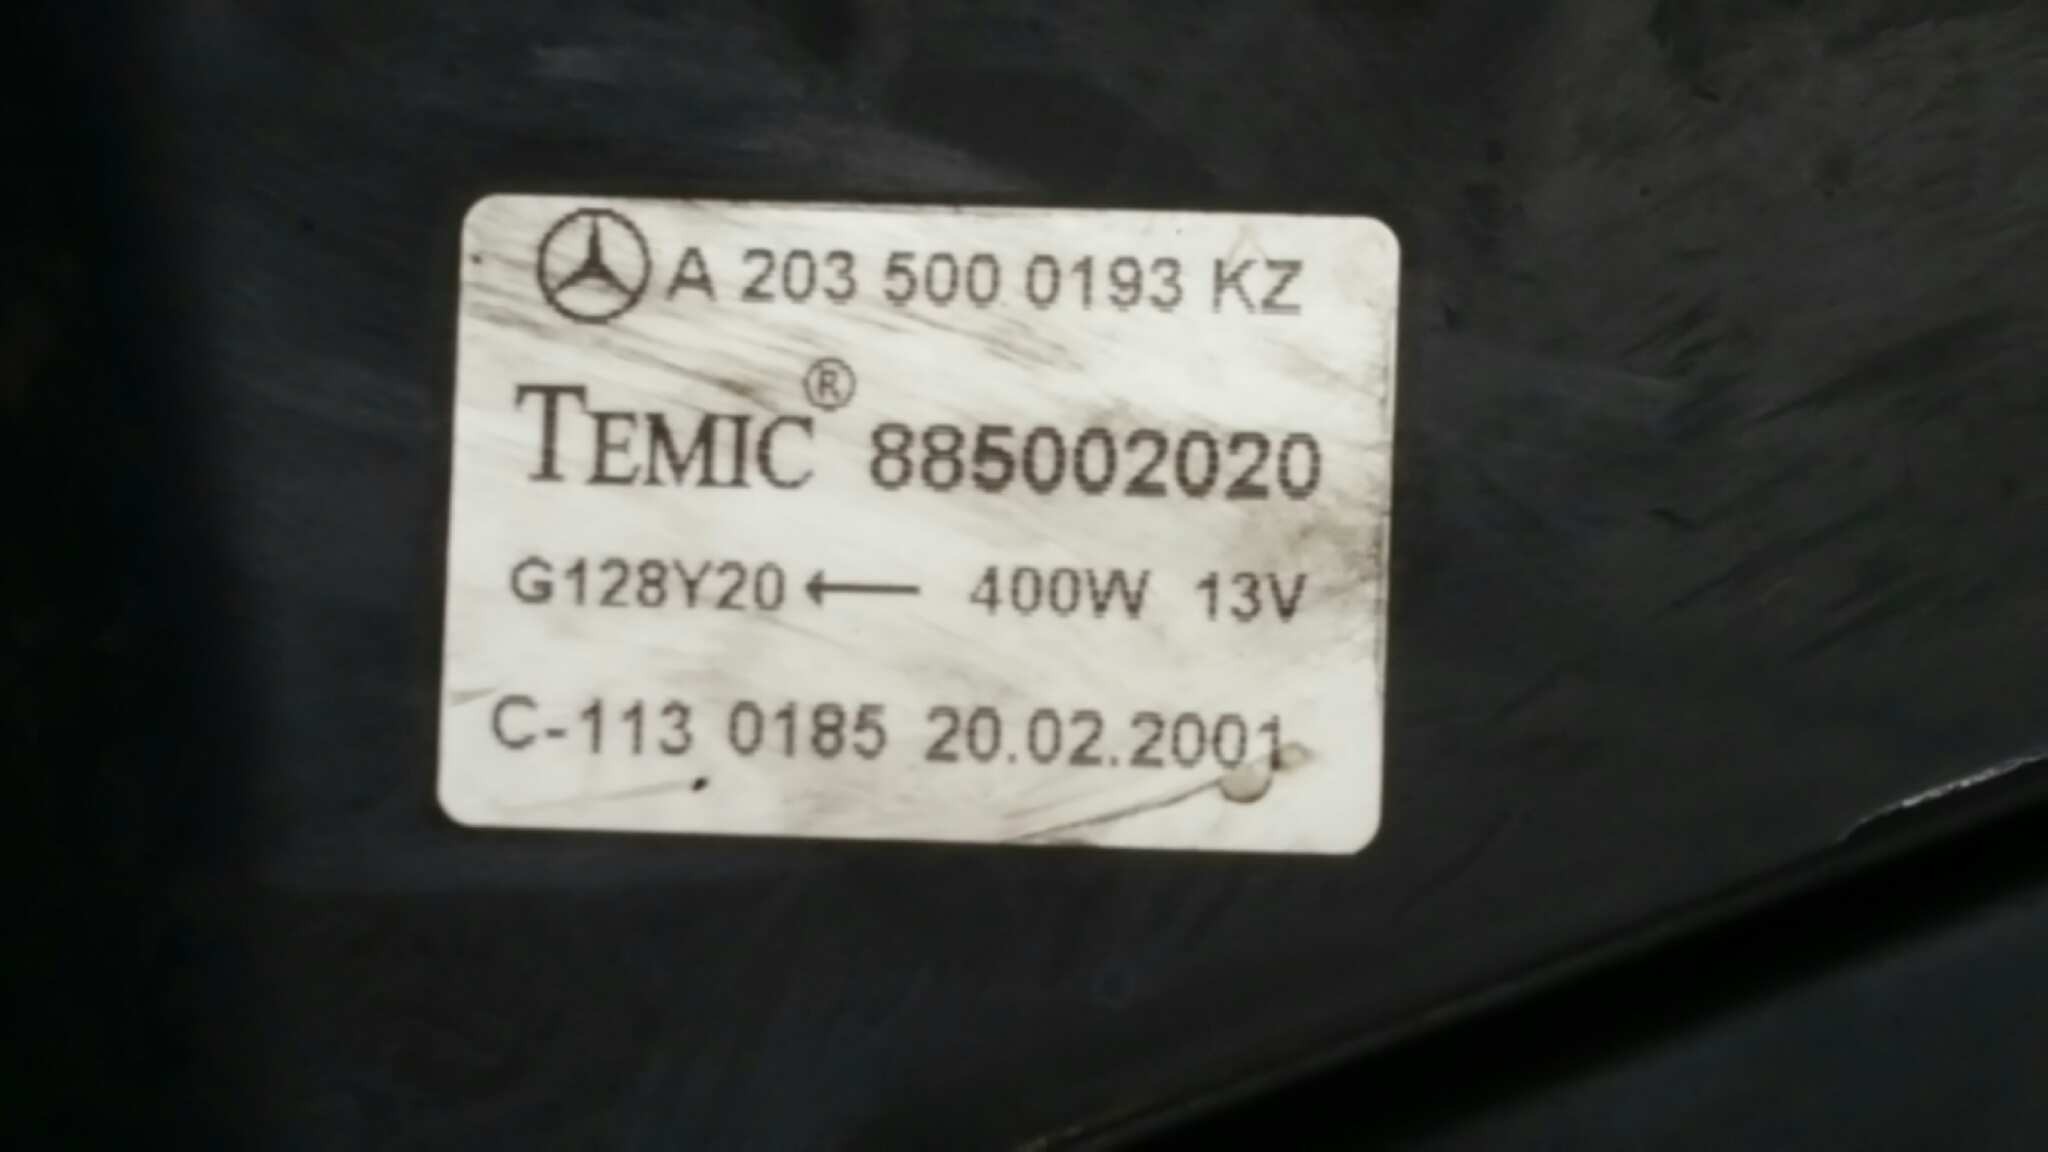 A 203 500 0193 KZ
TEMIC® 885002020
G128Y20 ← 400W 13V
C-113 0185 20.02.2001